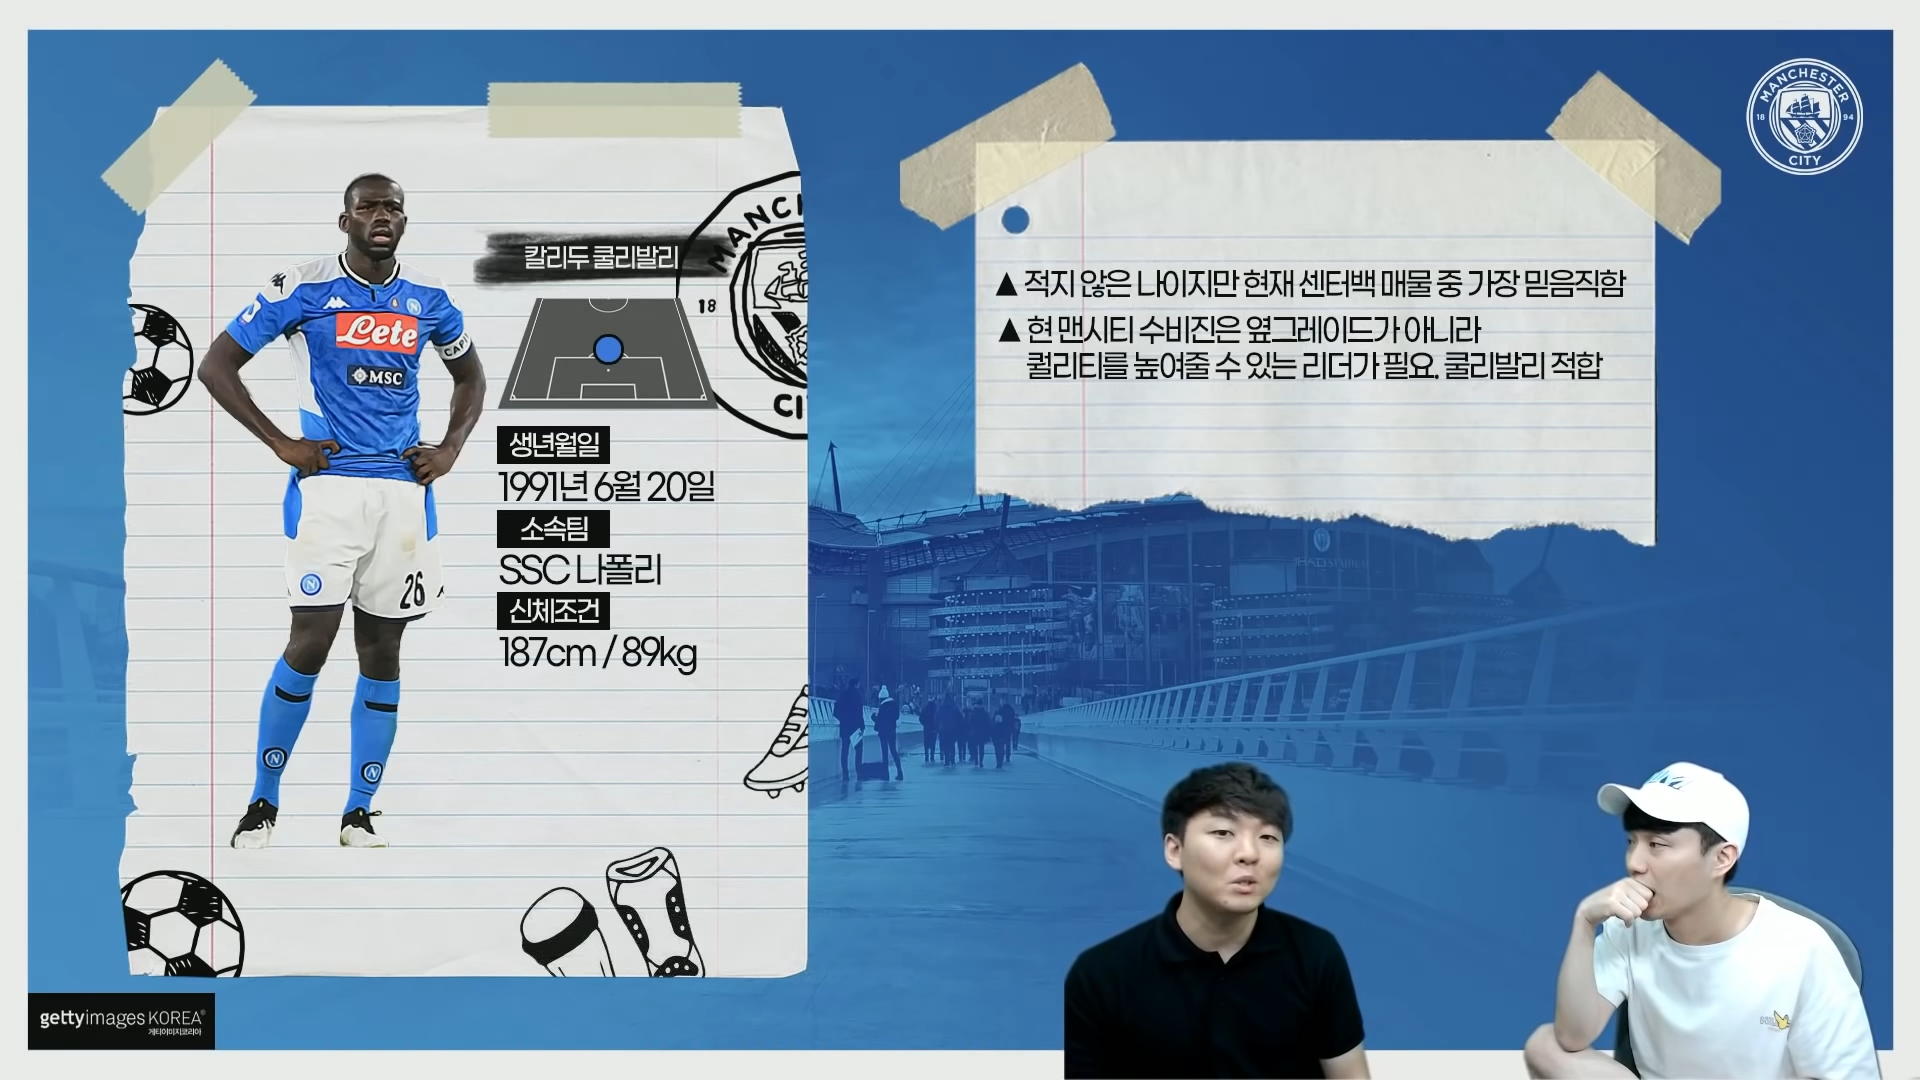 MANCHESTER
18 94
CITY
칼리두 쿨리발리
MANCH
18
CI
Lete
CAPI
MSC
26
N
생년월일
1991년 6월 20일
소속팀
SSC 나폴리
신체조건
187cm / 89kg
▲ 적지 않은 나이지만 현재 센터백 매물 중 가장 믿음직함
▲ 현 맨시티 수비진은 옆그레이드가 아니라
퀄리티를 높여줄 수 있는 리더가 필요. 쿨리발리 적합
gettyimages KOREA
게티이미지코리아